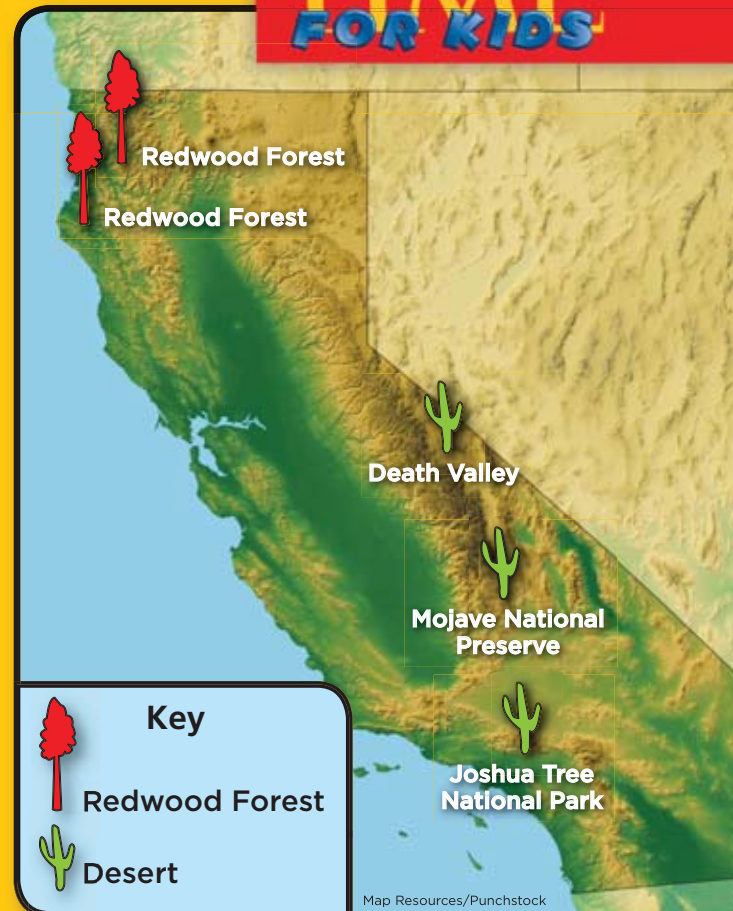 FOR KIDS
Redwood Forest
Redwood Forest
Death Valley
Mojave National
Preserve
Joshua Tree
National Park
Key
Redwood Forest
Desert
Map Resources/Punchstock